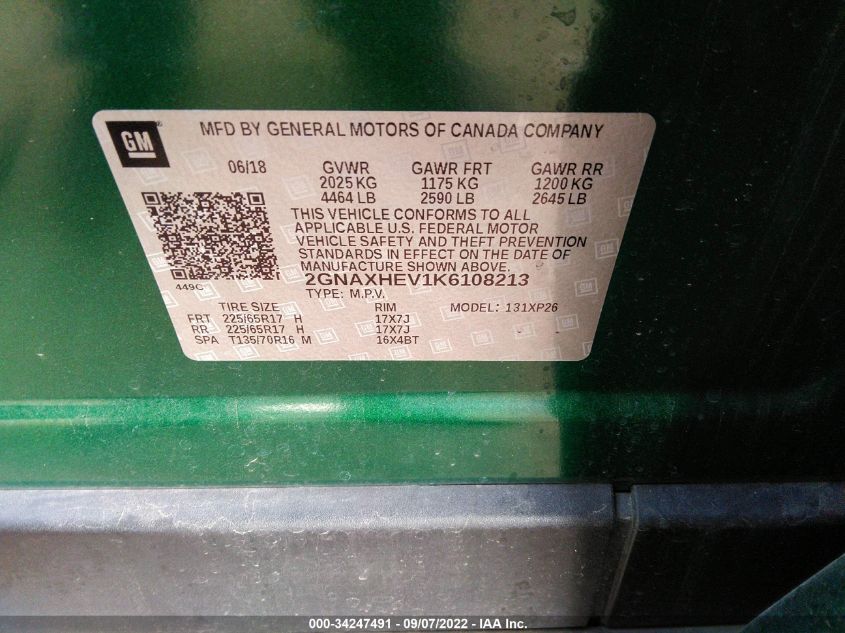 GM
MFD BY GENERAL MOTORS OF CANADA COMPANY
06/18 GVWR GAWR FRT GAWR RR
2025 KG 1175 KG 1200 KG
4464 LB 2590 LB 2645 LB
THIS VEHICLE CONFORMS TO ALL
APPLICABLE U.S. FEDERAL MOTOR
VEHICLE SAFETY AND THEFT PREVENTION
STANDARDS IN EFFECT ON THE DATE OF
MANUFACTURE SHOWN ABOVE.
449C 2GNAXHEV1K6108213
TYPE: M.P.V.
TIRE SIZE RIM MODEL: 131XP26
FRT 225/65R17 H 17X7J
RR 225/65R17 H 17X7J
SPA T135/70R16 M 16X4BT
000-34247491 - 09/07/2022 - IAA Inc.